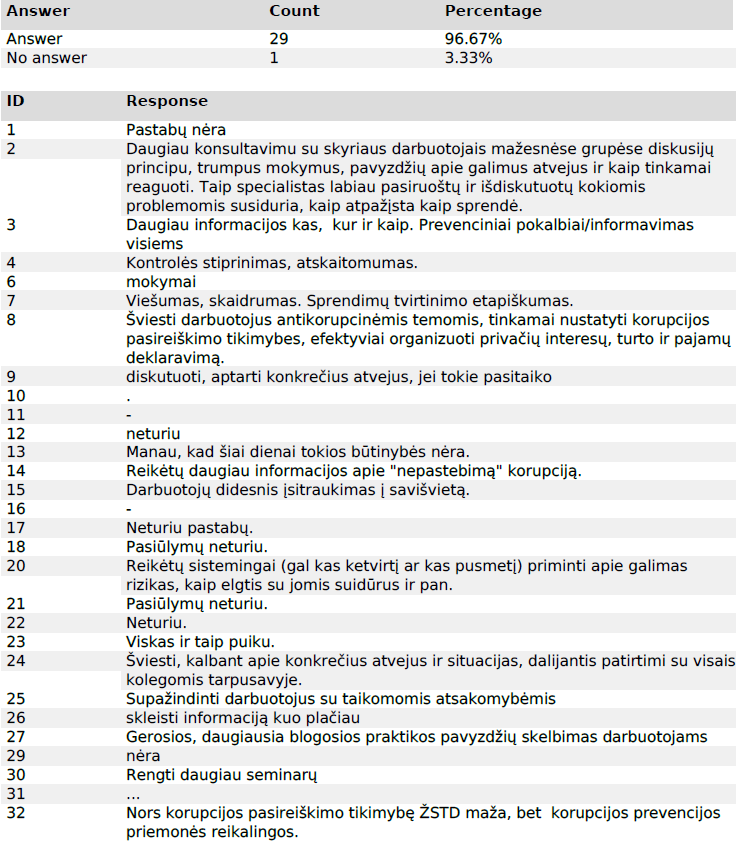 Answer Count Percentage
Answer 29 96.67%
No answer 1 3.33%
ID Response
1 Pastabų nėra
2 Daugiau konsultavimu su skyriaus darbuotojais mažesnėse grupėse diskusijų
principu, trumpus mokymus, pavyzdžių apie galimus atvejus ir kaip tinkamai
reaguoti. Taip specialistas labiau pasiruoštų ir išdiskutuotų kokiomis
problemomis susiduria, kaip atpažįsta kaip sprendė.
3 Daugiau informacijos kas,  kur ir kaip. Prevenciniai pokalbiai/informavimas
visiems
4 Kontrolės stiprinimas, atskaitomumas.
6 mokymai
7 Viešumas, skaidrumas. Sprendimų tvirtinimo etapiškumas.
8 Šviesti darbuotojus antikorupcinėmis temomis, tinkamai nustatyti korupcijos
pasireiškimo tikimybes, efektyviai organizuoti privačių interesų, turto ir pajamų
deklaravimą.
9 diskutuoti, aptarti konkrečius atvejus, jei tokie pasitaiko
10 .
11 -
12 neturiu
13 Manau, kad šiai dienai tokios būtinybės nėra.
14 Reikėtų daugiau informacijos apie "nepastebimą" korupciją.
15 Darbuotojų didesnis įsitraukimas į savišvietą.
16 -
17 Neturiu pastabų.
18 Pasiūlymų neturiu.
20 Reikėtų sistemingai (gal kas ketvirtį ar kas pusmetį) priminti apie galimas
rizikas, kaip elgtis su jomis suidūrus ir pan.
21 Pasiūlymų neturiu.
22 Neturiu.
23 Viskas ir taip puiku.
24 Šviesti, kalbant apie konkrečius atvejus ir situacijas, dalijantis patirtimi su visais
kolegomis tarpusavyje.
25 Supažindinti darbuotojus su taikomomis atsakomybėmis
26 skleisti informaciją kuo plačiau
27 Gerosios, daugiausia blogosios praktikos pavyzdžių skelbimas darbuotojams
29 nėra
30 Rengti daugiau seminarų
31 ...
32 Nors korupcijos pasireiškimo tikimybę ŽSTD maža, bet  korupcijos prevencijos
priemonės reikalingos.